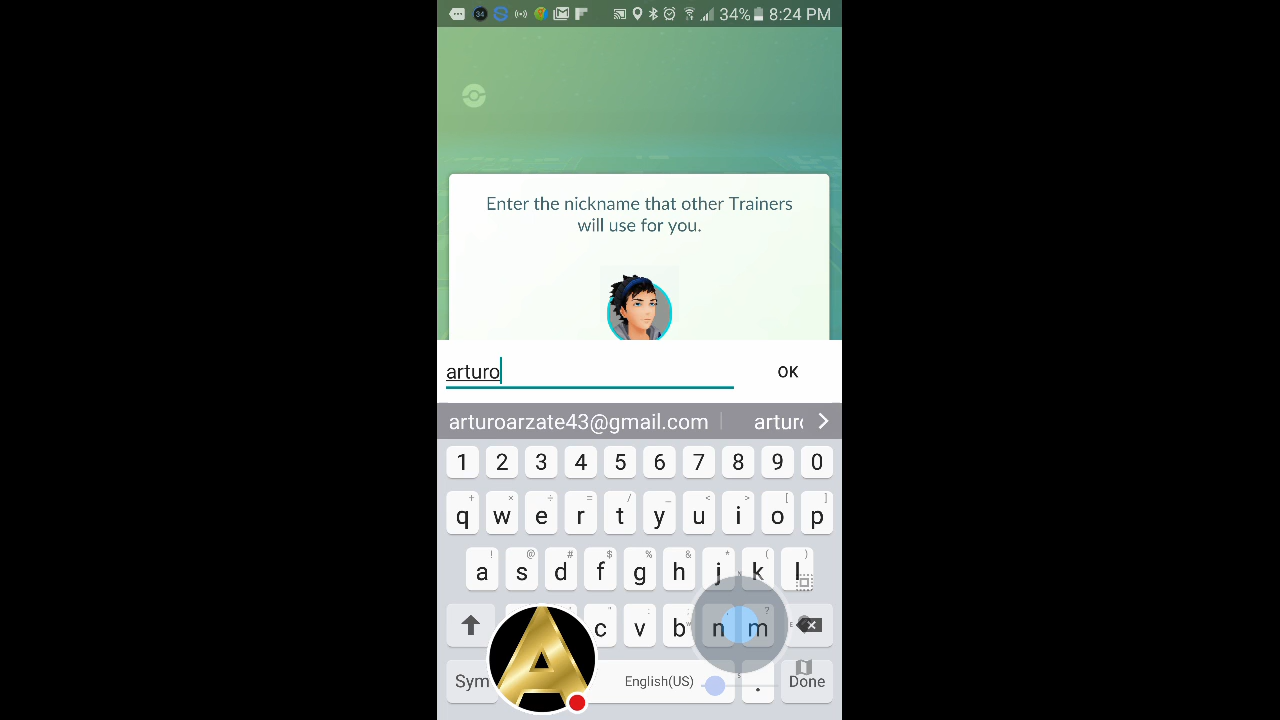 34 34% 8:24 PM
Enter the nickname that other Trainers
will use for you.
arturo OK
arturoarzate43@gmail.com >
1 2 3 4 5 6 7 8 9 0
+ × ÷ = / _ < > [ ]
q w e r t y u i o p
! @ # $ % & * ( )
a s d f g h j k l
c v b n m
Sym English(US) . Done
A